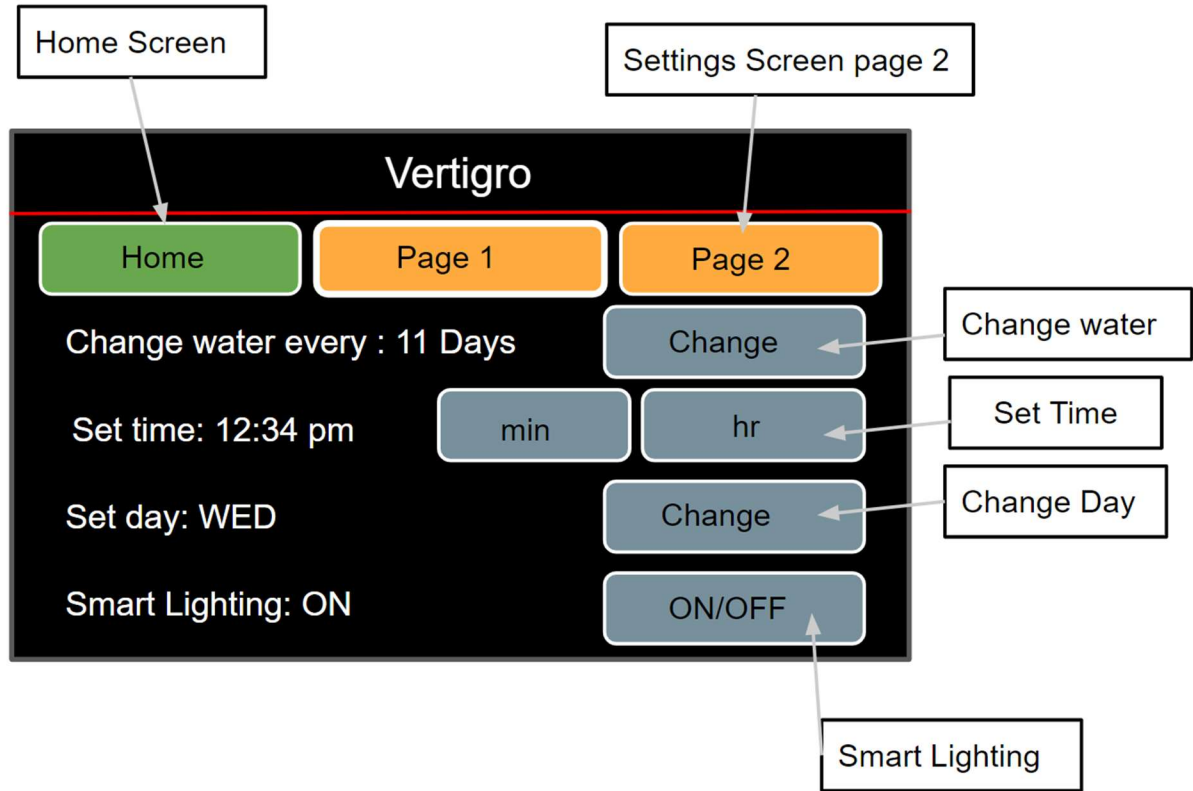 Home Screen
Settings Screen page 2
Vertigro
Home
Page 1
Page 2
Change water every : 11 Days
Change
Change water
Set time: 12:34 pm
min
hr
Set Time
Set day: WED
Change
Change Day
Smart Lighting: ON
ON/OFF
Smart Lighting